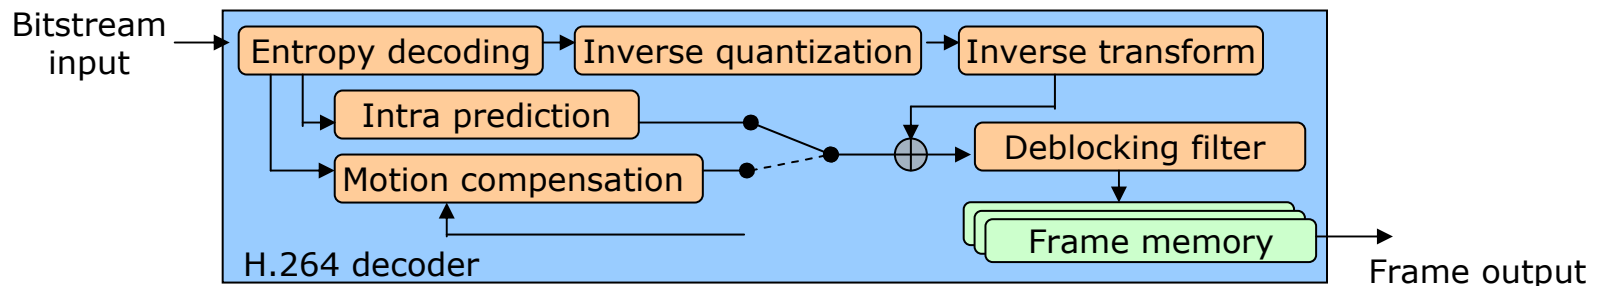 Bitstream
input
Entropy decoding
Inverse quantization
Inverse transform
Intra prediction
Deblocking filter
Motion compensation
Frame memory
H.264 decoder
Frame output